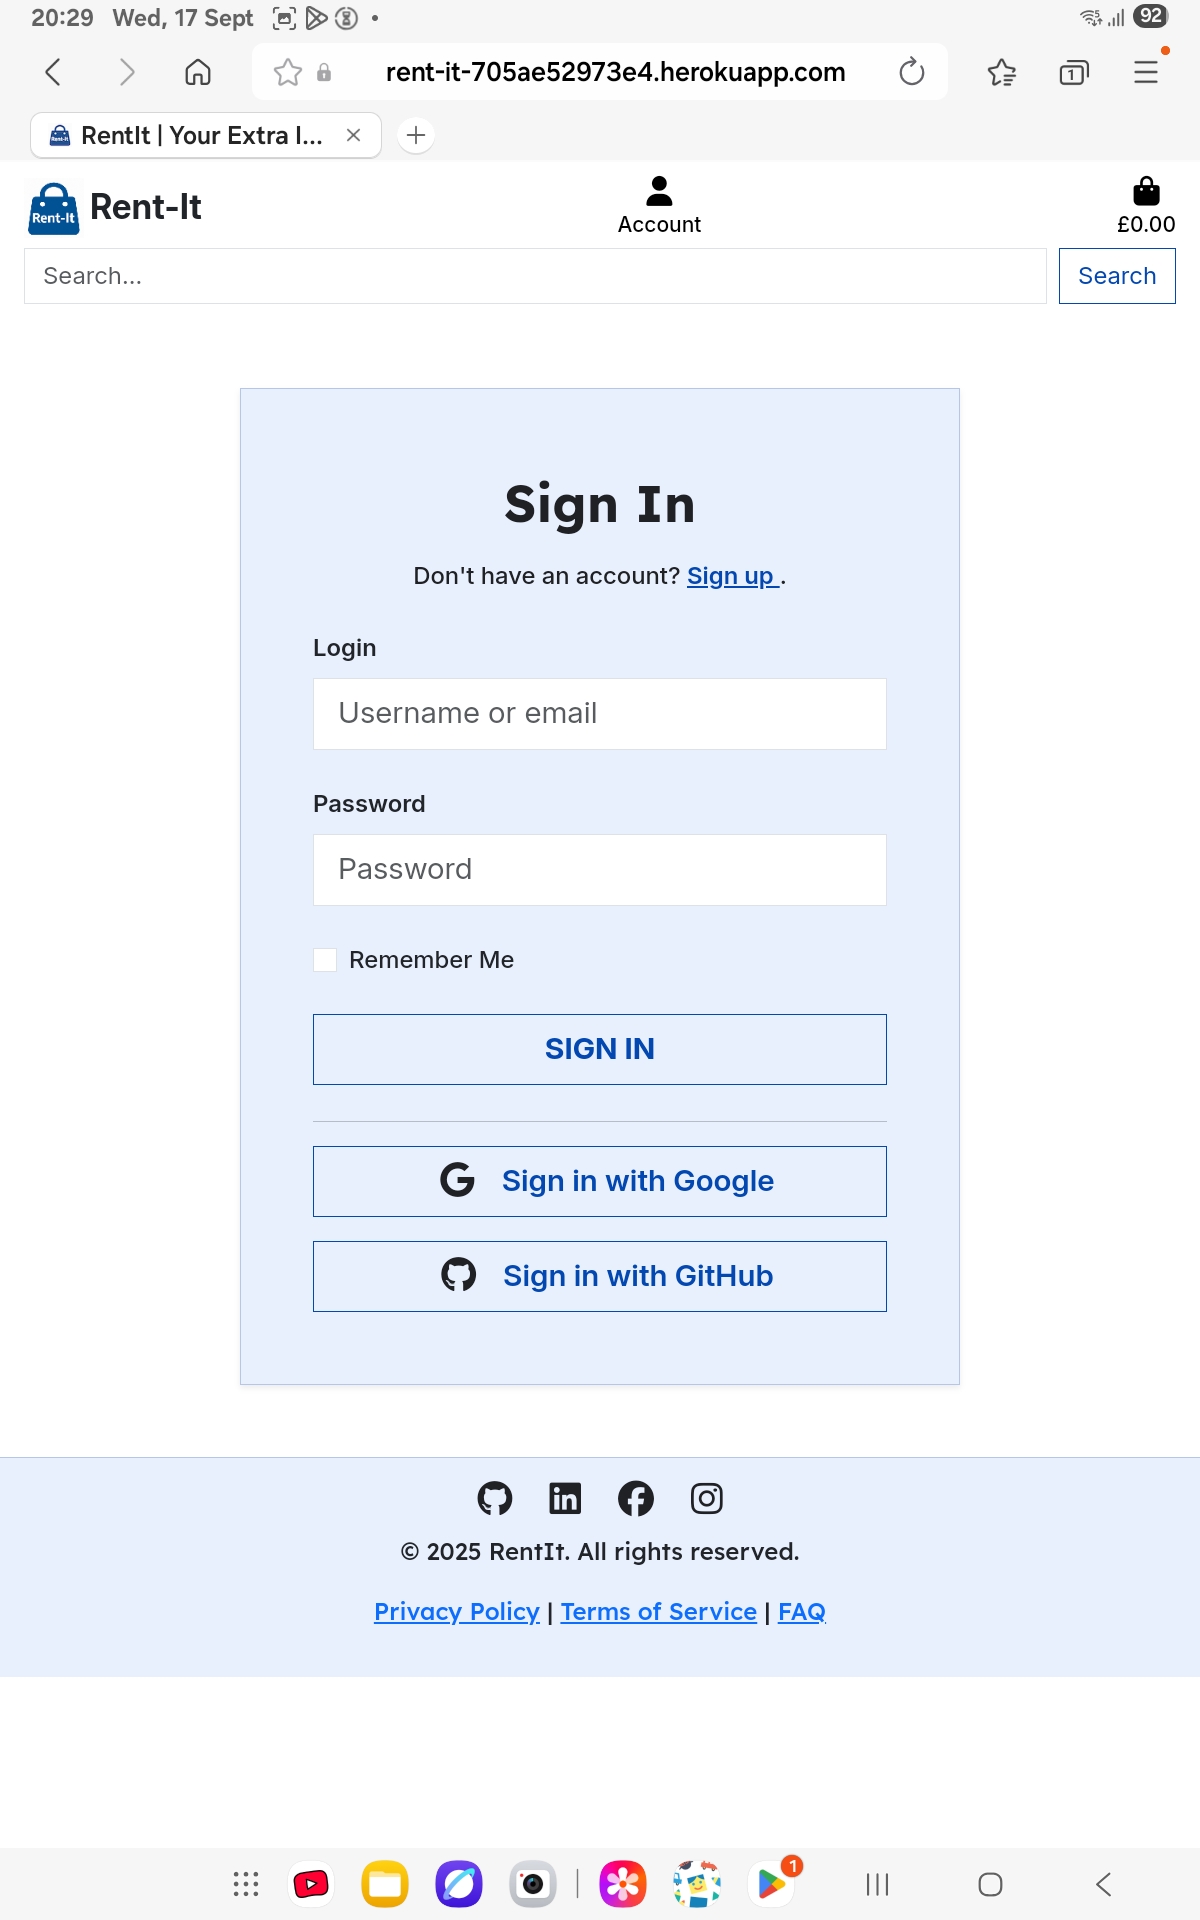 20:29 Wed, 17 Sept
92
rent-it-705ae52973e4.herokuapp.com
1
RentIt | Your Extra I...
Rent-It
Rent-It
Account
£0.00
Search...
Search
Sign In
Don't have an account? Sign up .
Login
Username or email
Password
Password
Remember Me
SIGN IN
Sign in with Google
Sign in with GitHub
© 2025 RentIt. All rights reserved.
Privacy Policy | Terms of Service | FAQ
1